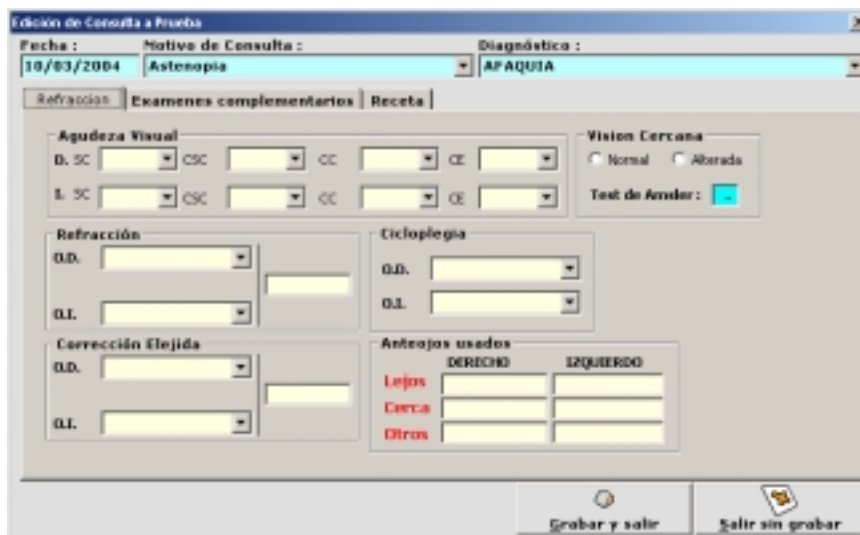 Edición de Consulta a Prueba
Fecha : Motivo de Consulta : Diagnóstico :
10/03/2004 Astenopia AFAQUIA
Refraccion Examenes complementarios Receta
Agudeza Visual Vision Cercana
D. SC CSC CC CE Normal Alterada
I. SC CSC CC CE Test de Amsler : ...
Refracción Cicloplegia
O.D. O.D.
O.I. O.I.
Corrección Elejida Anteojos usados
O.D. DERECHO IZQUIERDO
Lejos
Cerca
O.I. Otros
Grabar y salir Salir sin grabar